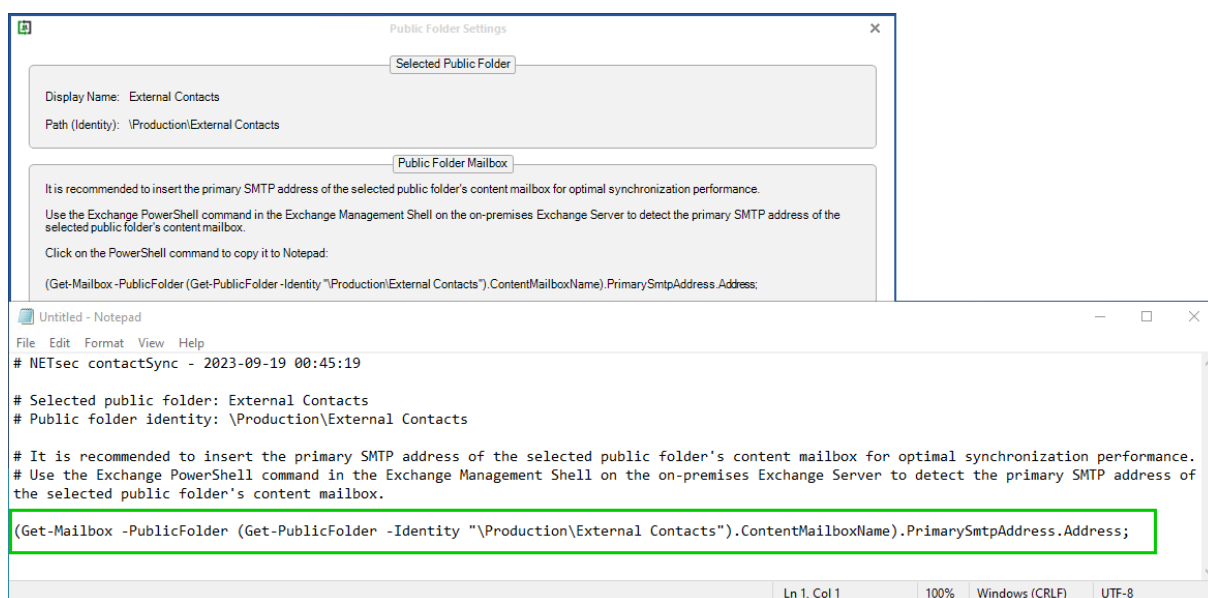 Public Folder Settings
Selected Public Folder
Display Name: External Contacts
Path (Identity): \Production\External Contacts
Public Folder Mailbox
It is recommended to insert the primary SMTP address of the selected public folder's content mailbox for optimal synchronization performance.
Use the Exchange PowerShell command in the Exchange Management Shell on the on-premises Exchange Server to detect the primary SMTP address of the
selected public folder's content mailbox.
Click on the PowerShell command to copy it to Notepad:
(Get-Mailbox -PublicFolder (Get-PublicFolder -Identity "\Production\External Contacts").ContentMailboxName).PrimarySmtpAddress.Address;
Untitled - Notepad
File Edit Format View Help
# NETsec contactSync - 2023-09-19 00:45:19
# Selected public folder: External Contacts
# Public folder identity: \Production\External Contacts
# It is recommended to insert the primary SMTP address of the selected public folder's content mailbox for optimal synchronization performance.
# Use the Exchange PowerShell command in the Exchange Management Shell on the on-premises Exchange Server to detect the primary SMTP address of
the selected public folder's content mailbox.
(Get-Mailbox -PublicFolder (Get-PublicFolder -Identity "\Production\External Contacts").ContentMailboxName).PrimarySmtpAddress.Address;
Ln 1, Col 1 100% Windows (CRLF) UTF-8